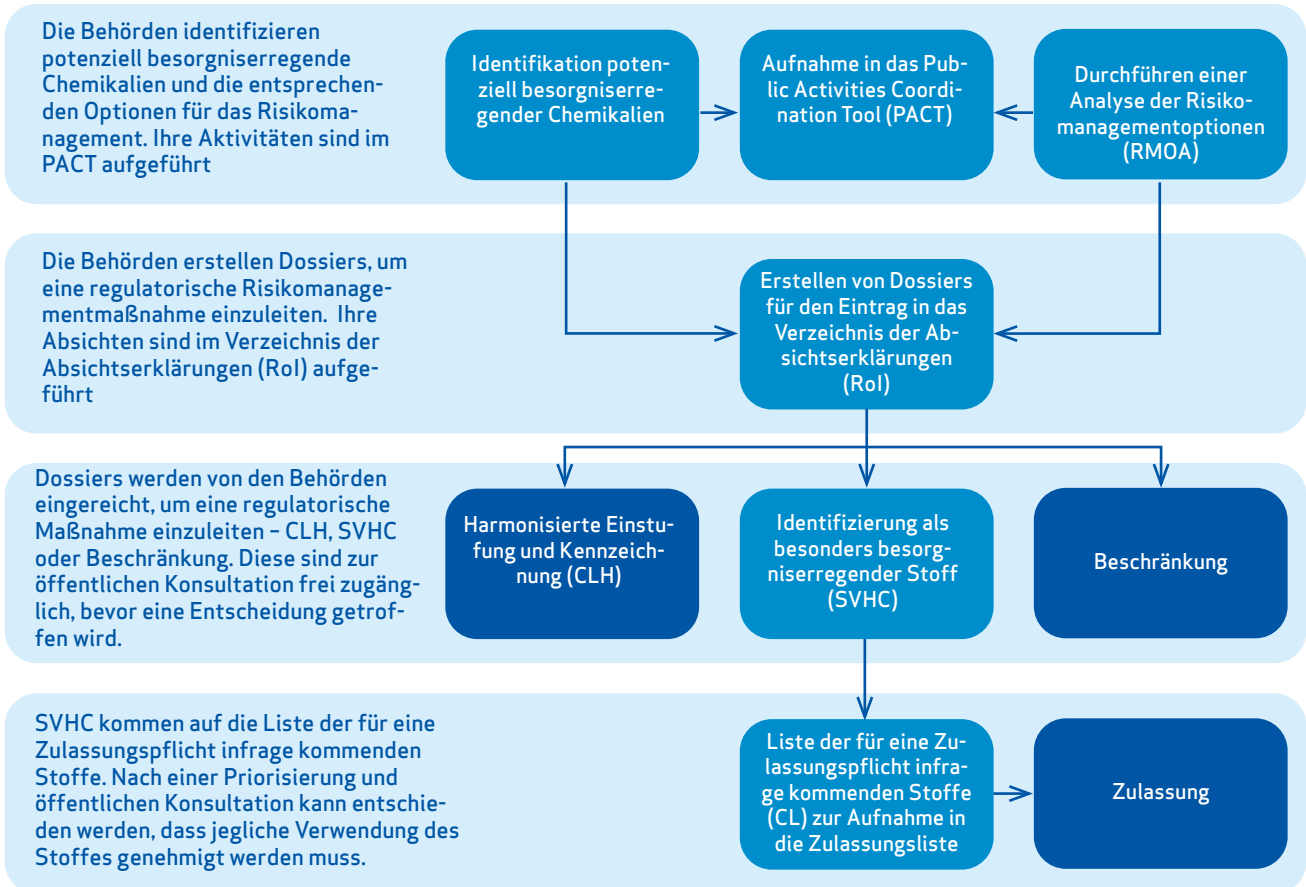 Die Behörden identifizieren
potenziell besorgniserregende
Chemikalien und die entsprechen-
den Optionen für das Risikoma-
nagement. Ihre Aktivitäten sind im
PACT aufgeführt
Identifikation poten-
ziell besorgniserre-
gender Chemikalien
Aufnahme in das Pub-
lic Activities Coordi-
nation Tool (PACT)
Durchführen einer
Analyse der Risiko-
managementoptionen
(RMOA)
Die Behörden erstellen Dossiers, um
eine regulatorische Risikomanage-
mentmaßnahme einzuleiten.  Ihre
Absichten sind im Verzeichnis der
Absichtserklärungen (RoI) aufge-
führt
Erstellen von Dossiers
für den Eintrag in das
Verzeichnis der Ab-
sichtserklärungen
(RoI)
Dossiers werden von den Behörden
eingereicht, um eine regulatorische
Maßnahme einzuleiten – CLH, SVHC
oder Beschränkung. Diese sind zur
öffentlichen Konsultation frei zugäng-
lich, bevor eine Entscheidung getrof-
fen wird.
Harmonisierte Einstu-
fung und Kennzeich-
nung (CLH)
Identifizierung als
besonders besorg-
niserregender Stoff
(SVHC)
Beschränkung
SVHC kommen auf die Liste der für eine
Zulassungspflicht infrage kommenden
Stoffe. Nach einer Priorisierung und
öffentlichen Konsultation kann entschie-
den werden, dass jegliche Verwendung des
Stoffes genehmigt werden muss.
Liste der für eine Zu-
lassungspflicht infra-
ge kommenden Stoffe
(CL) zur Aufnahme in
die Zulassungsliste
Zulassung